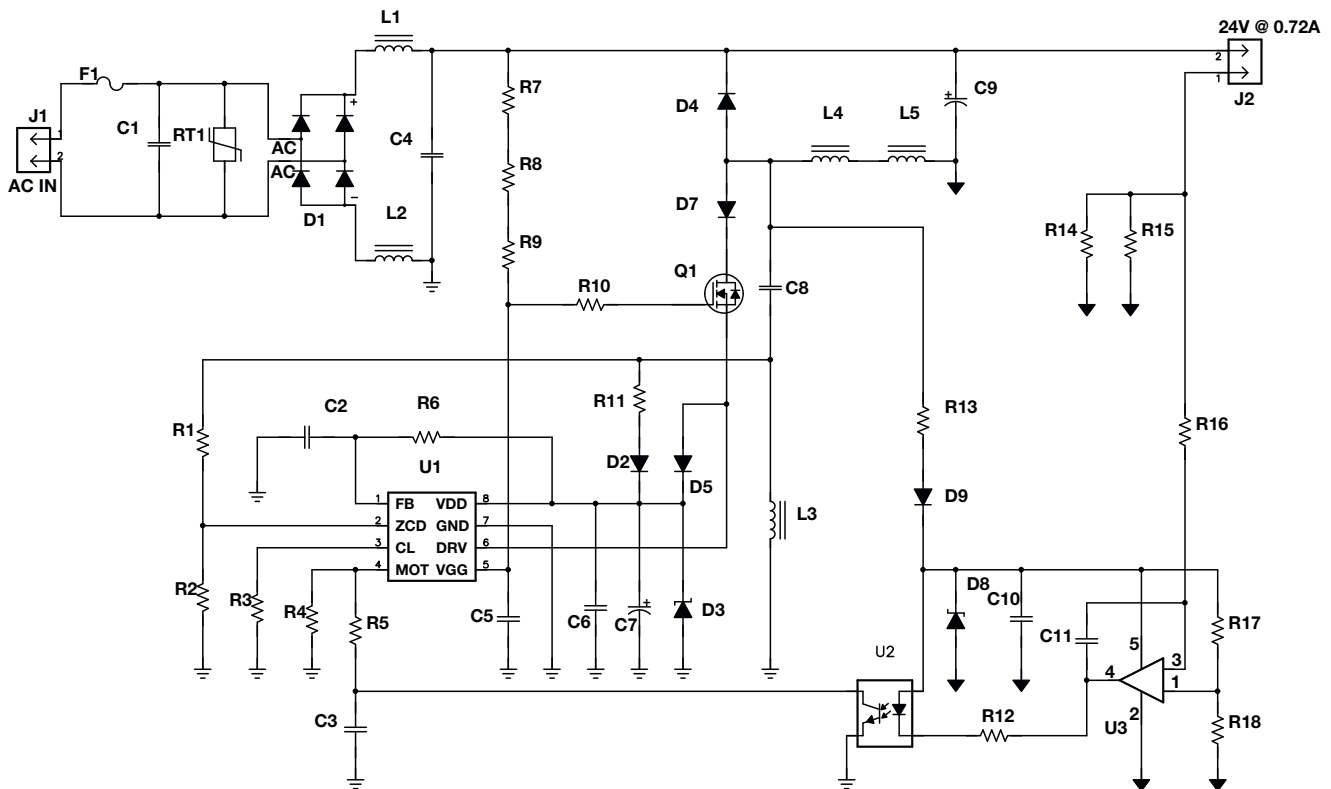 L1
24V @ 0.72A
2
1
J2
F1
J1
1
2
AC IN
C1
RT1
+
AC
AC
-
D1
L2
C4
R7
R8
R9
D4
L4
L5
+
C9
D7
Q1
R10
C8
R14
R15
R1
C2
R6
R11
R13
R16
D2
D5
U1
1 FB VDD 8
2 ZCD GND 7
3 CL DRV 6
4 MOT VGG 5
L3
D9
R2
R3
R4
R5
C5
C6
+
C7
D3
D8
C10
C11
R17
U2
5
3
4
1
2
U3
R12
R18
C3